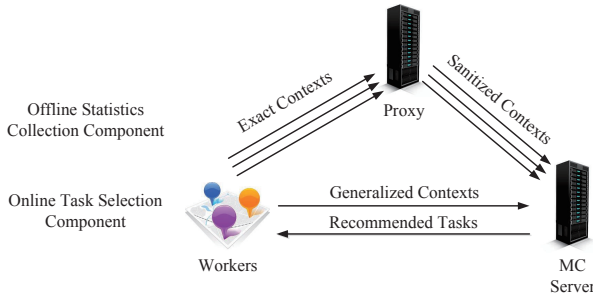 Exact Contexts
Sanitized Contexts
Proxy
Offline Statistics
Collection Component
Online Task Selection
Component
Generalized Contexts
Recommended Tasks
Workers
MC
Server